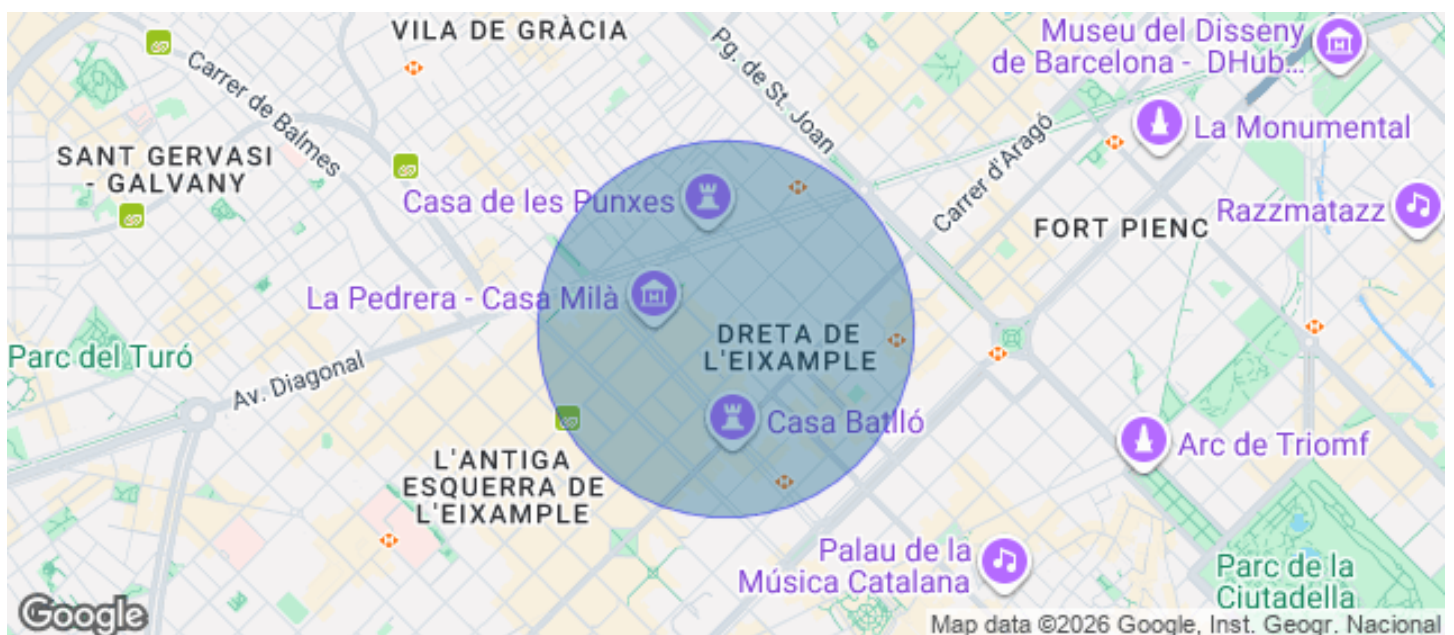 VILA DE GRÀCIA
Pg. de St. Joan
Museu del Disseny
de Barcelona - DHub...
Carrer de Balmes
La Monumental
SANT GERVASI
- GALVANY
Carrer d'Aragó
Casa de les Punxes
Razzmatazz
FORT PIENC
La Pedrera - Casa Milà
DRETA DE
L'EIXAMPLE
Parc del Turó
Av. Diagonal
Casa Batlló
Arc de Triomf
L'ANTIGA
ESQUERRA DE
L'EIXAMPLE
Palau de la
Música Catalana
Parc de la
Ciutadella
Google
Map data ©2026 Google, Inst. Geogr. Nacional